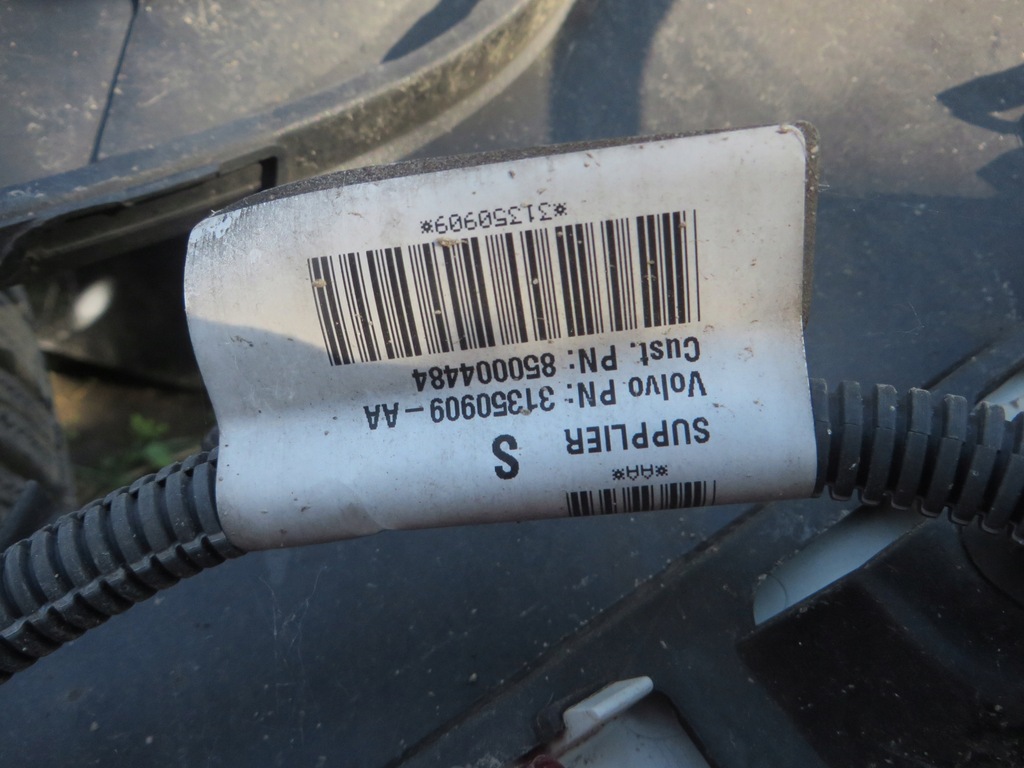 *AA*
SUPPLIER S
Volvo PN: 31350909-AA
Cust. PN: 850004484
*31350909*